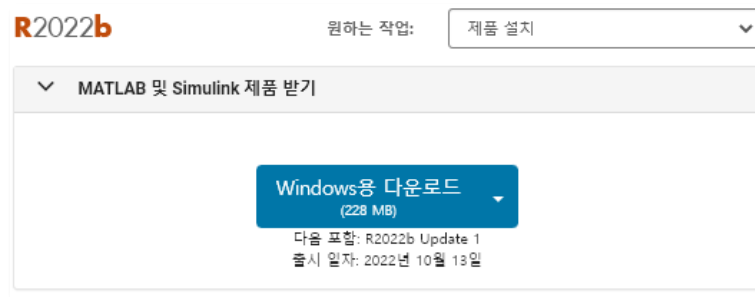 R2022b 원하는 작업: 제품 설치
MATLAB 및 Simulink 제품 받기
Windows용 다운로드
(228 MB)
다음 포함: R2022b Update 1
출시 일자: 2022년 10월 13일